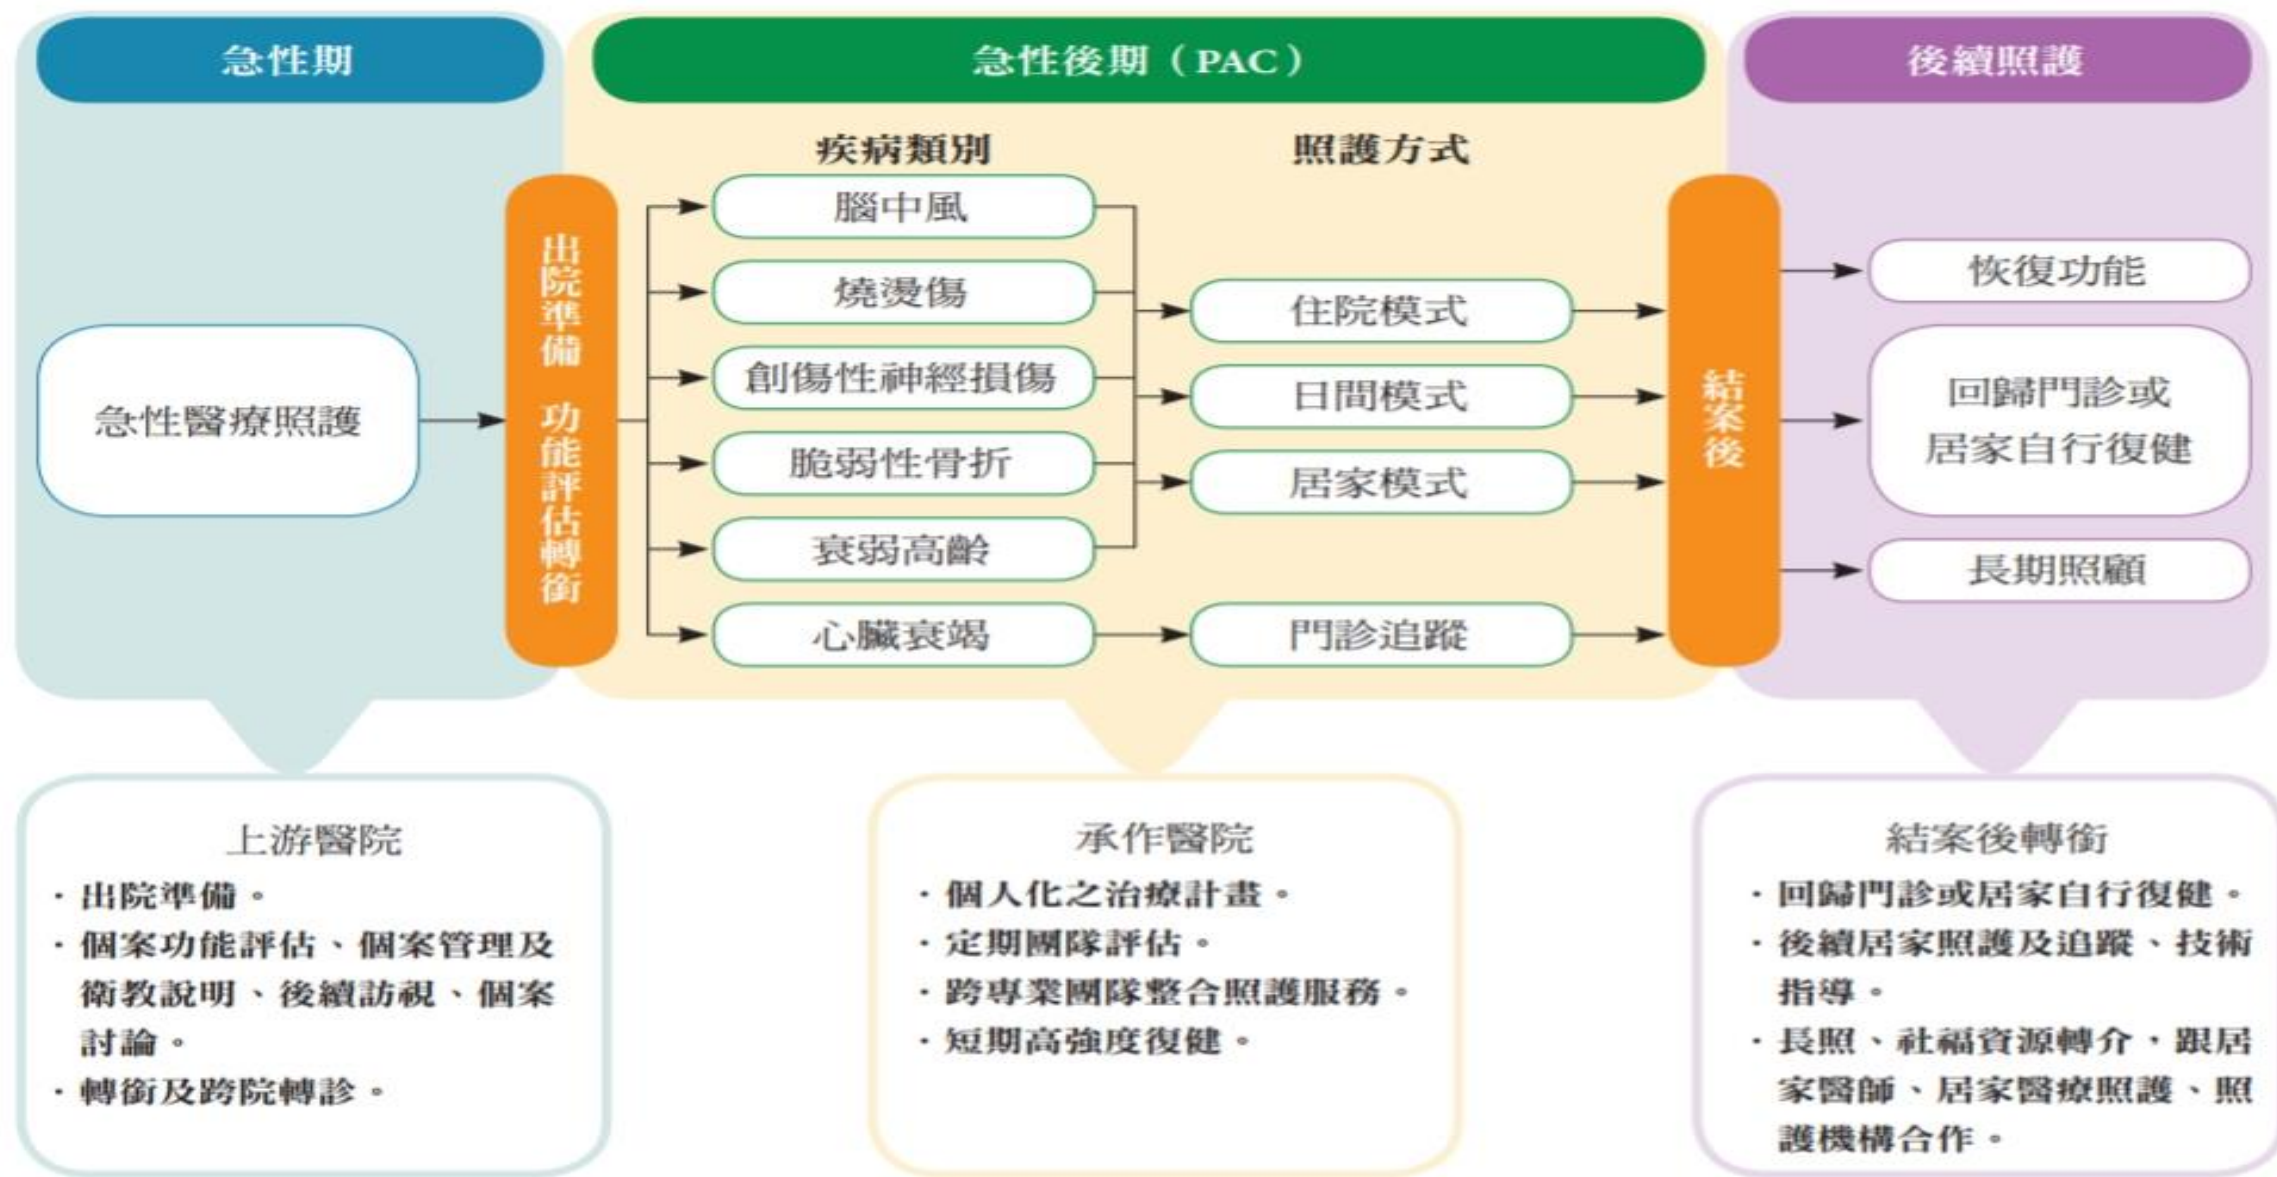 急性期
急性後期（PAC）
後續照護
疾病類別
照護方式
急性醫療照護
出院準備 功能評估轉銜
腦中風
燒燙傷
創傷性神經損傷
脆弱性骨折
衰弱高齡
心臟衰竭
住院模式
日間模式
居家模式
門診追蹤
結案後
恢復功能
回歸門診或
居家自行復健
長期照顧
上游醫院
·出院準備。
·個案功能評估、個案管理及
衛教說明、後續訪視、個案
討論。
·轉銜及跨院轉診。
承作醫院
·個人化之治療計畫。
·定期團隊評估。
·跨專業團隊整合照護服務。
·短期高強度復健。
結案後轉銜
·回歸門診或居家自行復健。
·後續居家照護及追蹤、技術
指導。
·長照、社福資源轉介，跟居
家醫師、居家醫療照護、照
護機構合作。